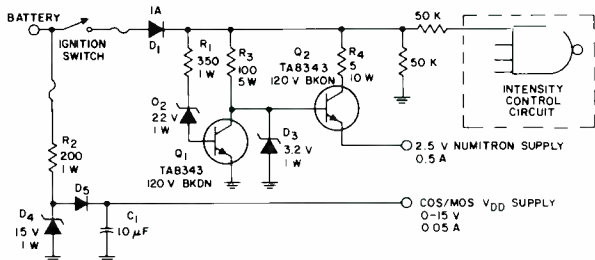 BATTERY
IGNITION
SWITCH
1A
D1
R1
350
1 W
R3
100
5 W
Q2
TA8343
120 V BKDN
R4
5
10 W
50 K
50 K
INTENSITY
CONTROL
CIRCUIT
D2
22 V
1 W
Q1
TA8343
120 V BKDN
D3
3.2 V
1 W
2.5 V NUMITRON SUPPLY
0.5 A
R2
200
1 W
D5
D4
15 V
1 W
C1
10 µF
COS/MOS VDD SUPPLY
0-15 V
0.05 A